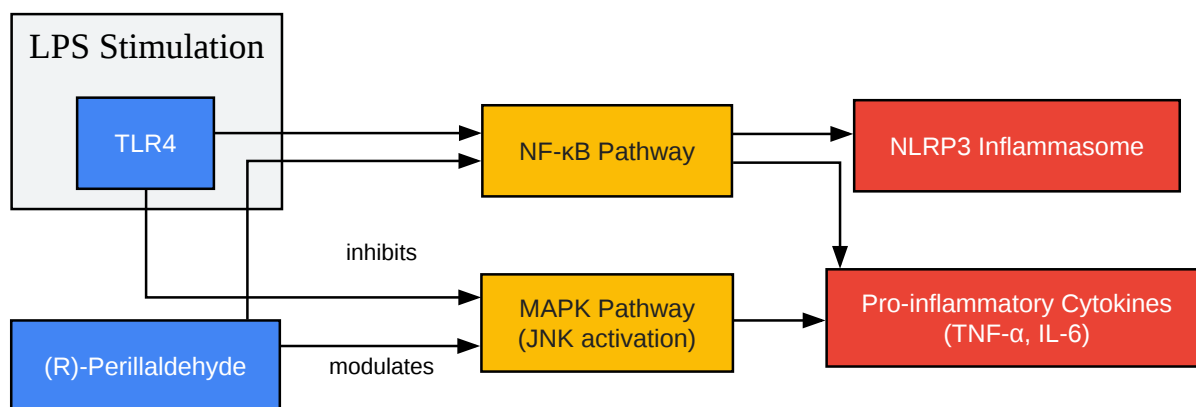 LPS Stimulation
TLR4
NF-κB Pathway
NLRP3 Inflammasome
inhibits
MAPK Pathway
(JNK activation)
Pro-inflammatory Cytokines
(TNF-α, IL-6)
(R)-Perillaldehyde
modulates